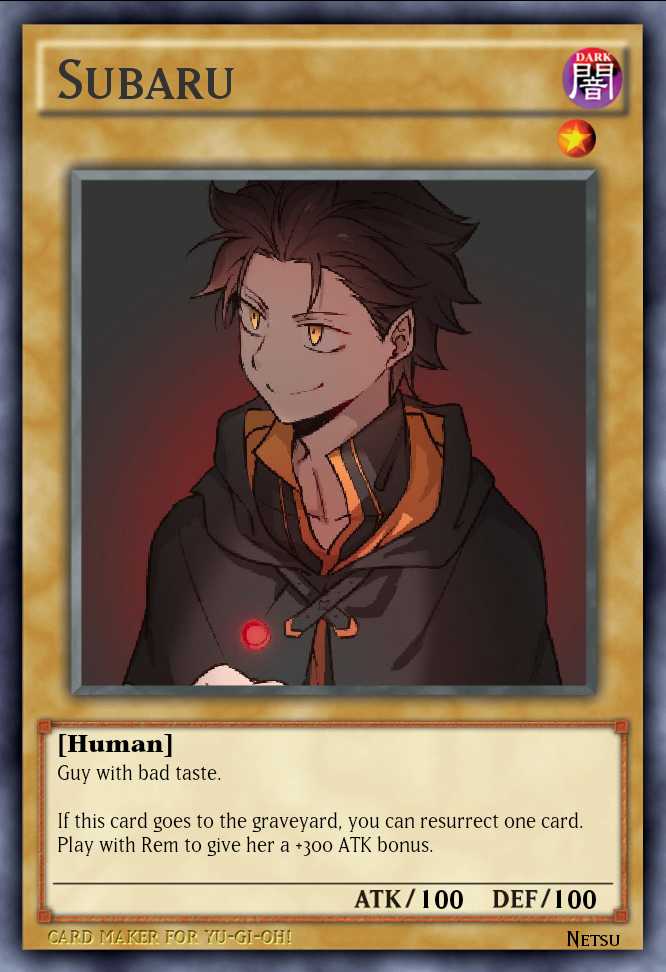 Subaru
DARK
闇
[Human]
Guy with bad taste.
If this card goes to the graveyard, you can resurrect one card.
Play with Rem to give her a +300 ATK bonus.
ATK/100 DEF/100
CARD MAKER FOR YU-GI-OH! Netsu